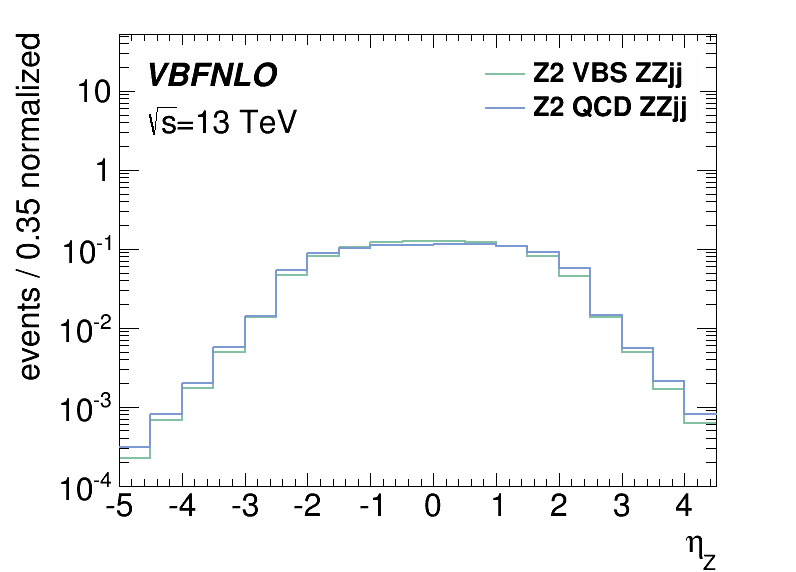 events / 0.35 normalized
VBFNLO
√s=13 TeV
Z2 VBS ZZjj
Z2 QCD ZZjj
10
1
10⁻¹
10⁻²
10⁻³
10⁻⁴
-5 -4 -3 -2 -1 0 1 2 3 4
η_Z